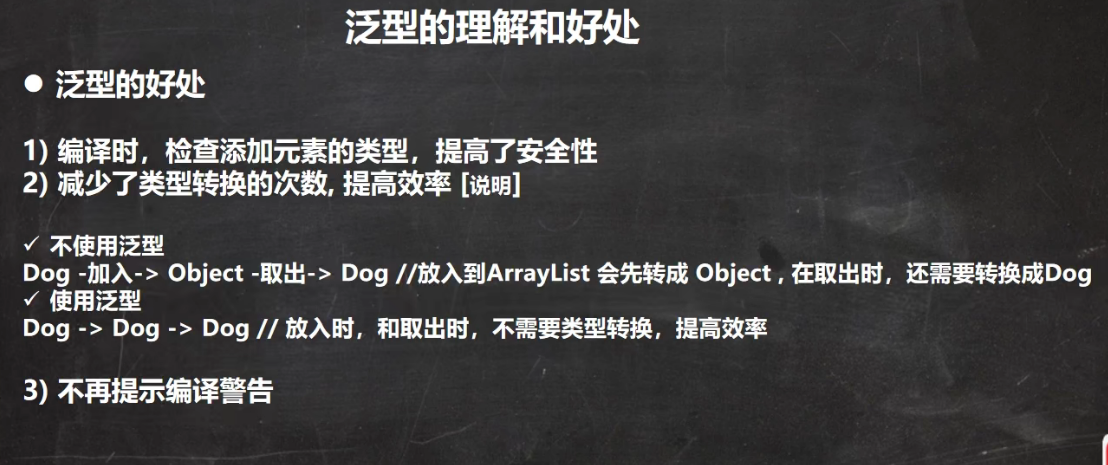 泛型的理解和好处
● 泛型的好处
1) 编译时，检查添加元素的类型，提高了安全性
2) 减少了类型转换的次数, 提高效率 [说明]
✓ 不使用泛型
Dog -加入-> Object -取出-> Dog //放入到ArrayList 会先转成 Object , 在取出时，还需要转换成Dog
✓ 使用泛型
Dog -> Dog -> Dog // 放入时，和取出时，不需要类型转换，提高效率
3) 不再提示编译警告